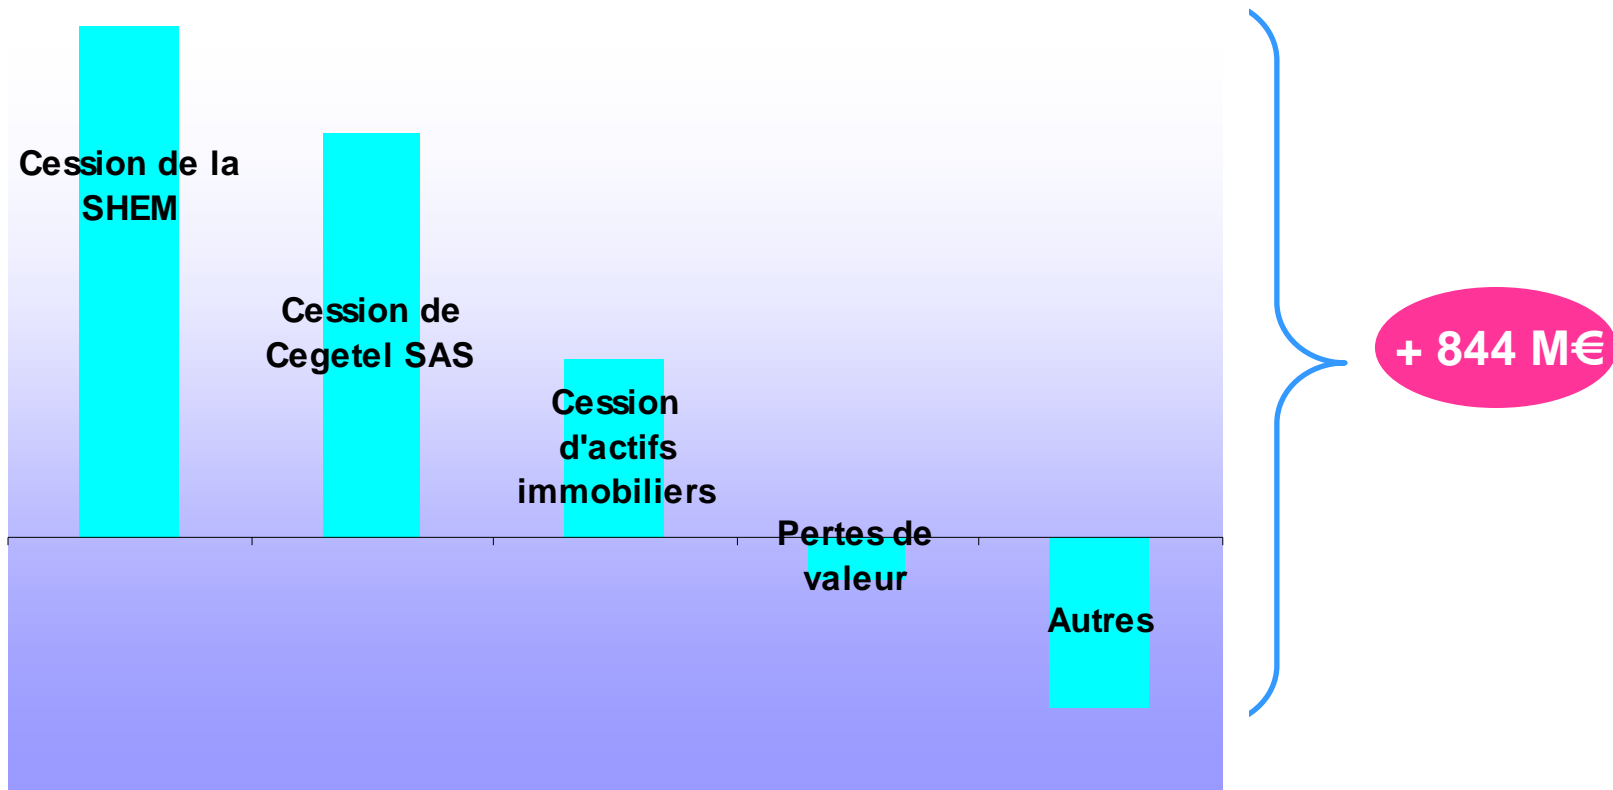 Cession de la
SHEM
Cession de
Cegetel SAS
Cession
d'actifs
immobiliers
Pertes de
valeur
Autres
+ 844 M€